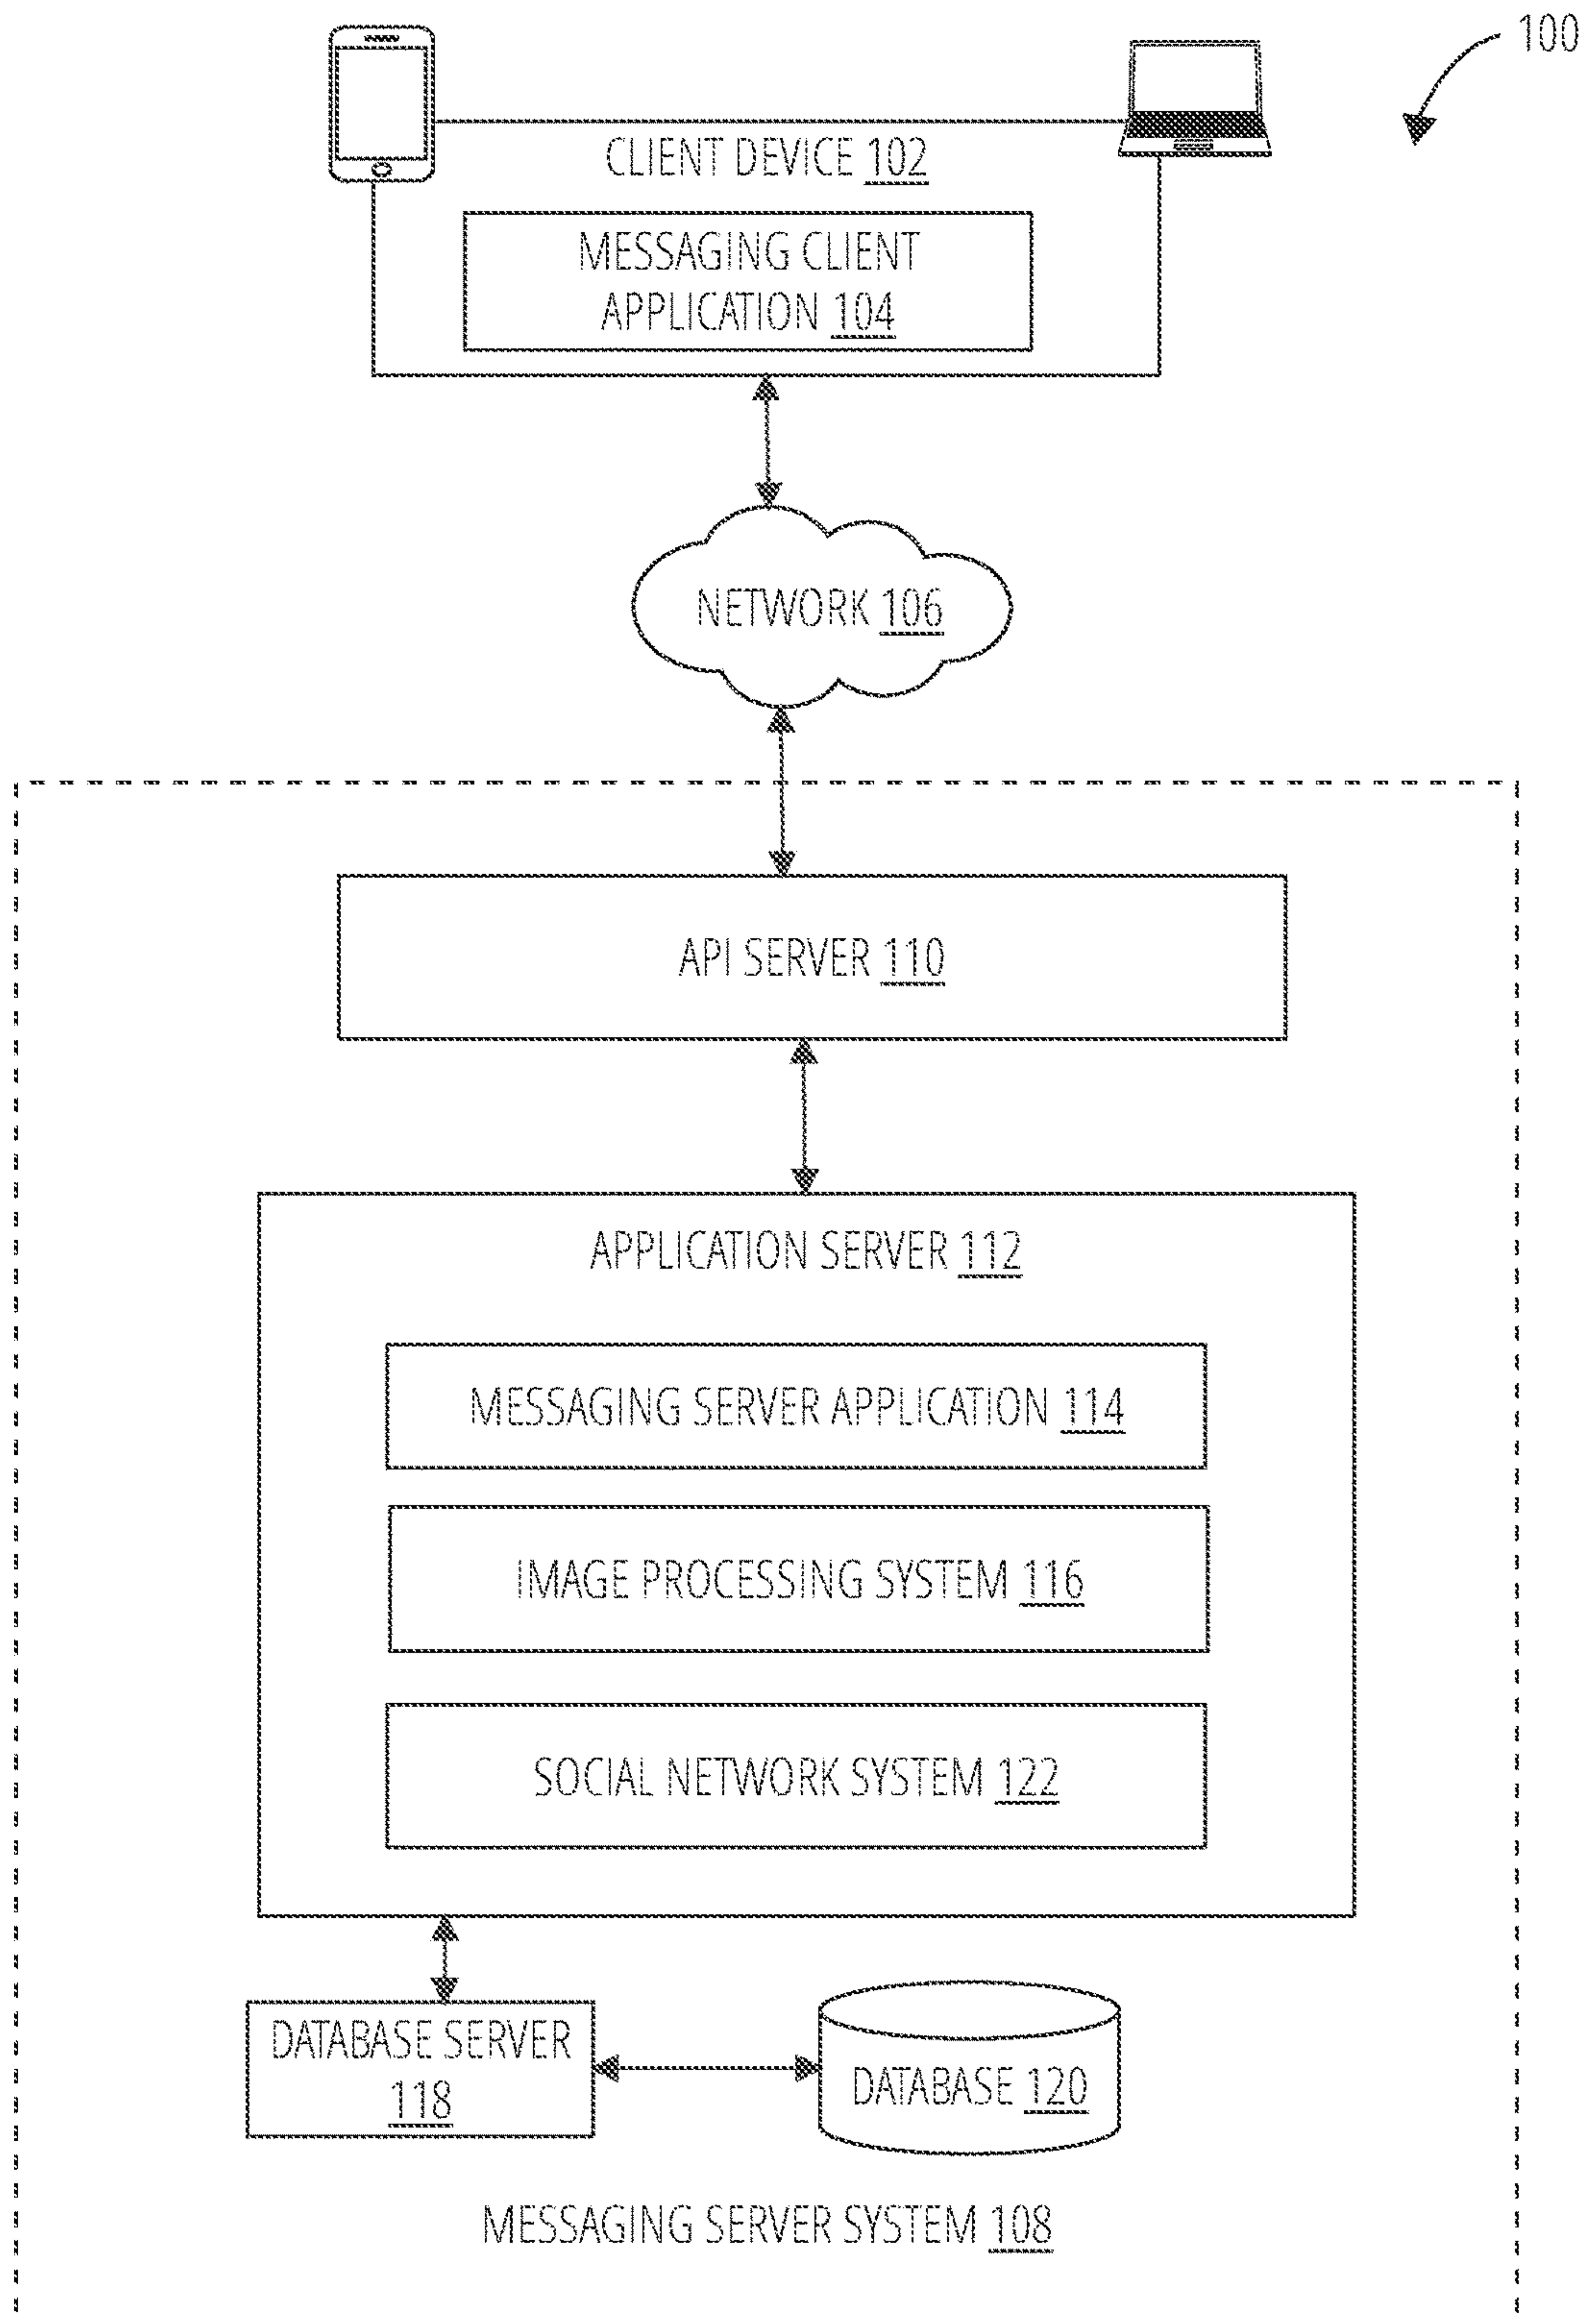 100
CLIENT DEVICE 102
MESSAGING CLIENT
APPLICATION 104
NETWORK 106
API SERVER 110
APPLICATION SERVER 112
MESSAGING SERVER APPLICATION 114
IMAGE PROCESSING SYSTEM 116
SOCIAL NETWORK SYSTEM 122
DATABASE SERVER
118
DATABASE 120
MESSAGING SERVER SYSTEM 108